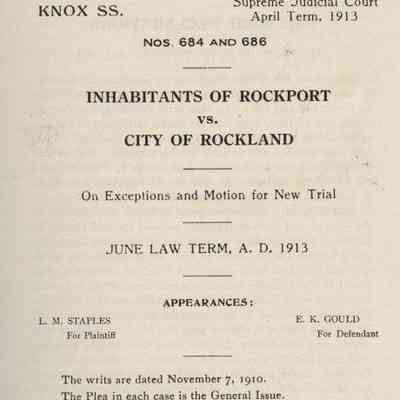 Supreme Judicial Court
KNOX SS.
April Term, 1913
NOS. 684 AND 686
INHABITANTS OF ROCKPORT
vs.
CITY OF ROCKLAND
On Exceptions and Motion for New Trial
JUNE LAW TERM, A. D. 1913
APPEARANCES:
L. M. STAPLES
For Plaintiff
E. K. GOULD
For Defendant
The writs are dated November 7, 1910.
The Plea in each case is the General Issue.